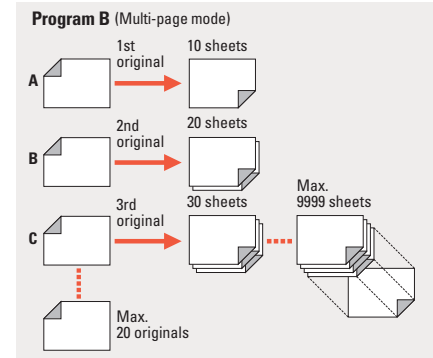 Program B (Multi-page mode)
1st
original
10 sheets
A
2nd
original
20 sheets
B
3rd
original
30 sheets
Max.
9999 sheets
C
Max.
20 originals